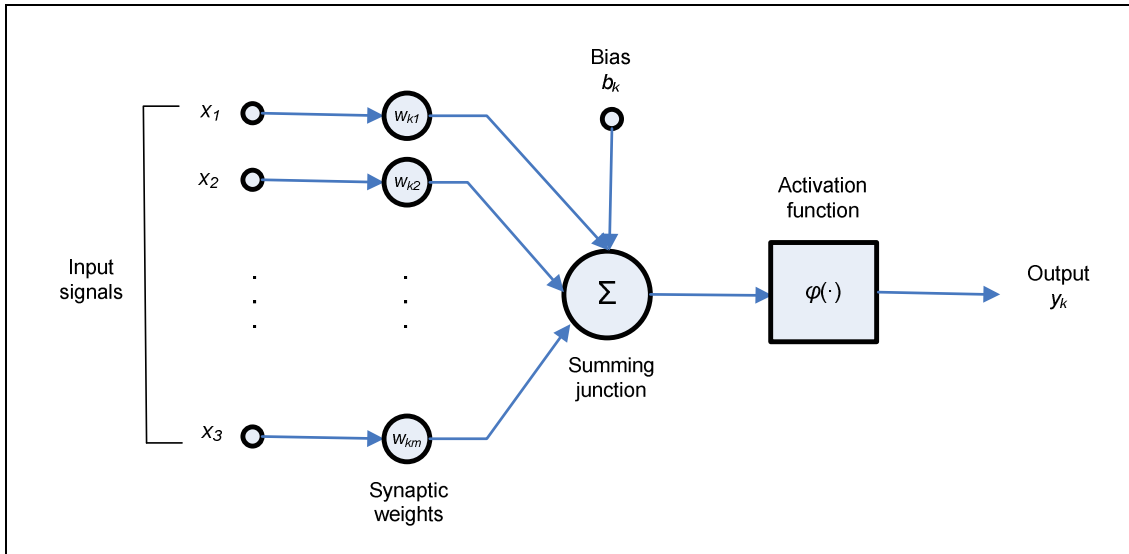 Bias
b_k
x_1
w_k1
x_2
w_k2
Activation
function
Input
signals
Σ
φ(·)
Output
y_k
Summing
junction
x_3
w_km
Synaptic
weights